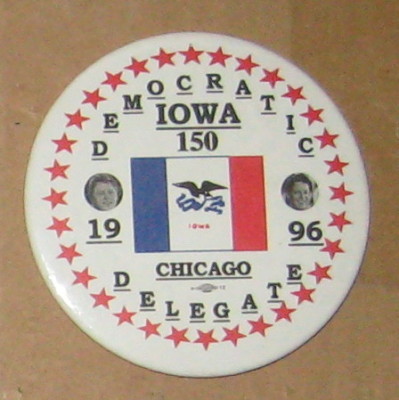 DEMOCRATIC
IOWA
150
IOWA
19 96
CHICAGO
DELEGATE